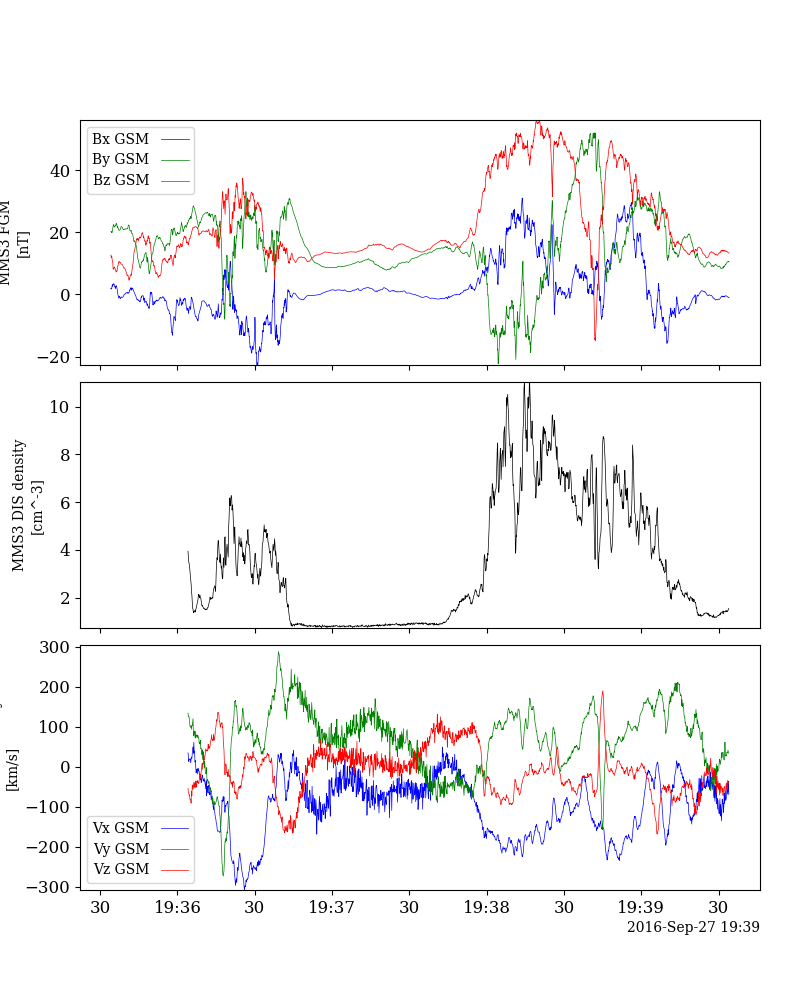 MMS3 FGM
[nT]
Bx GSM
By GSM
Bz GSM
40
20
0
−20
MMS3 DIS density
[cm^-3]
10
8
6
4
2
[km/s]
300
200
100
0
−100
−200
−300
Vx GSM
Vy GSM
Vz GSM
30 19:36 30 19:37 30 19:38 30 19:39 30
2016-Sep-27 19:39